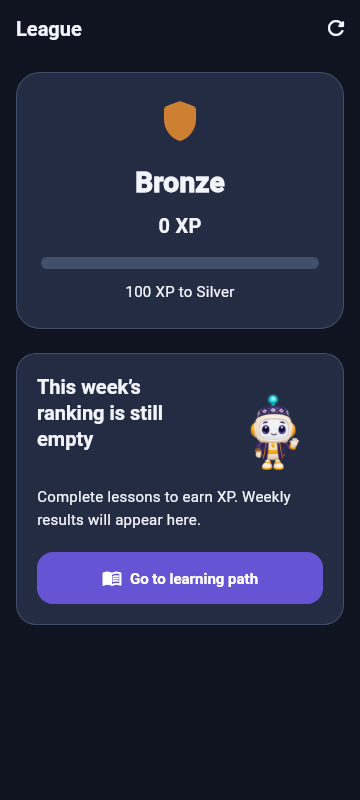 League
Bronze
0 XP
100 XP to Silver
This week’s
ranking is still
empty
Complete lessons to earn XP. Weekly
results will appear here.
Go to learning path